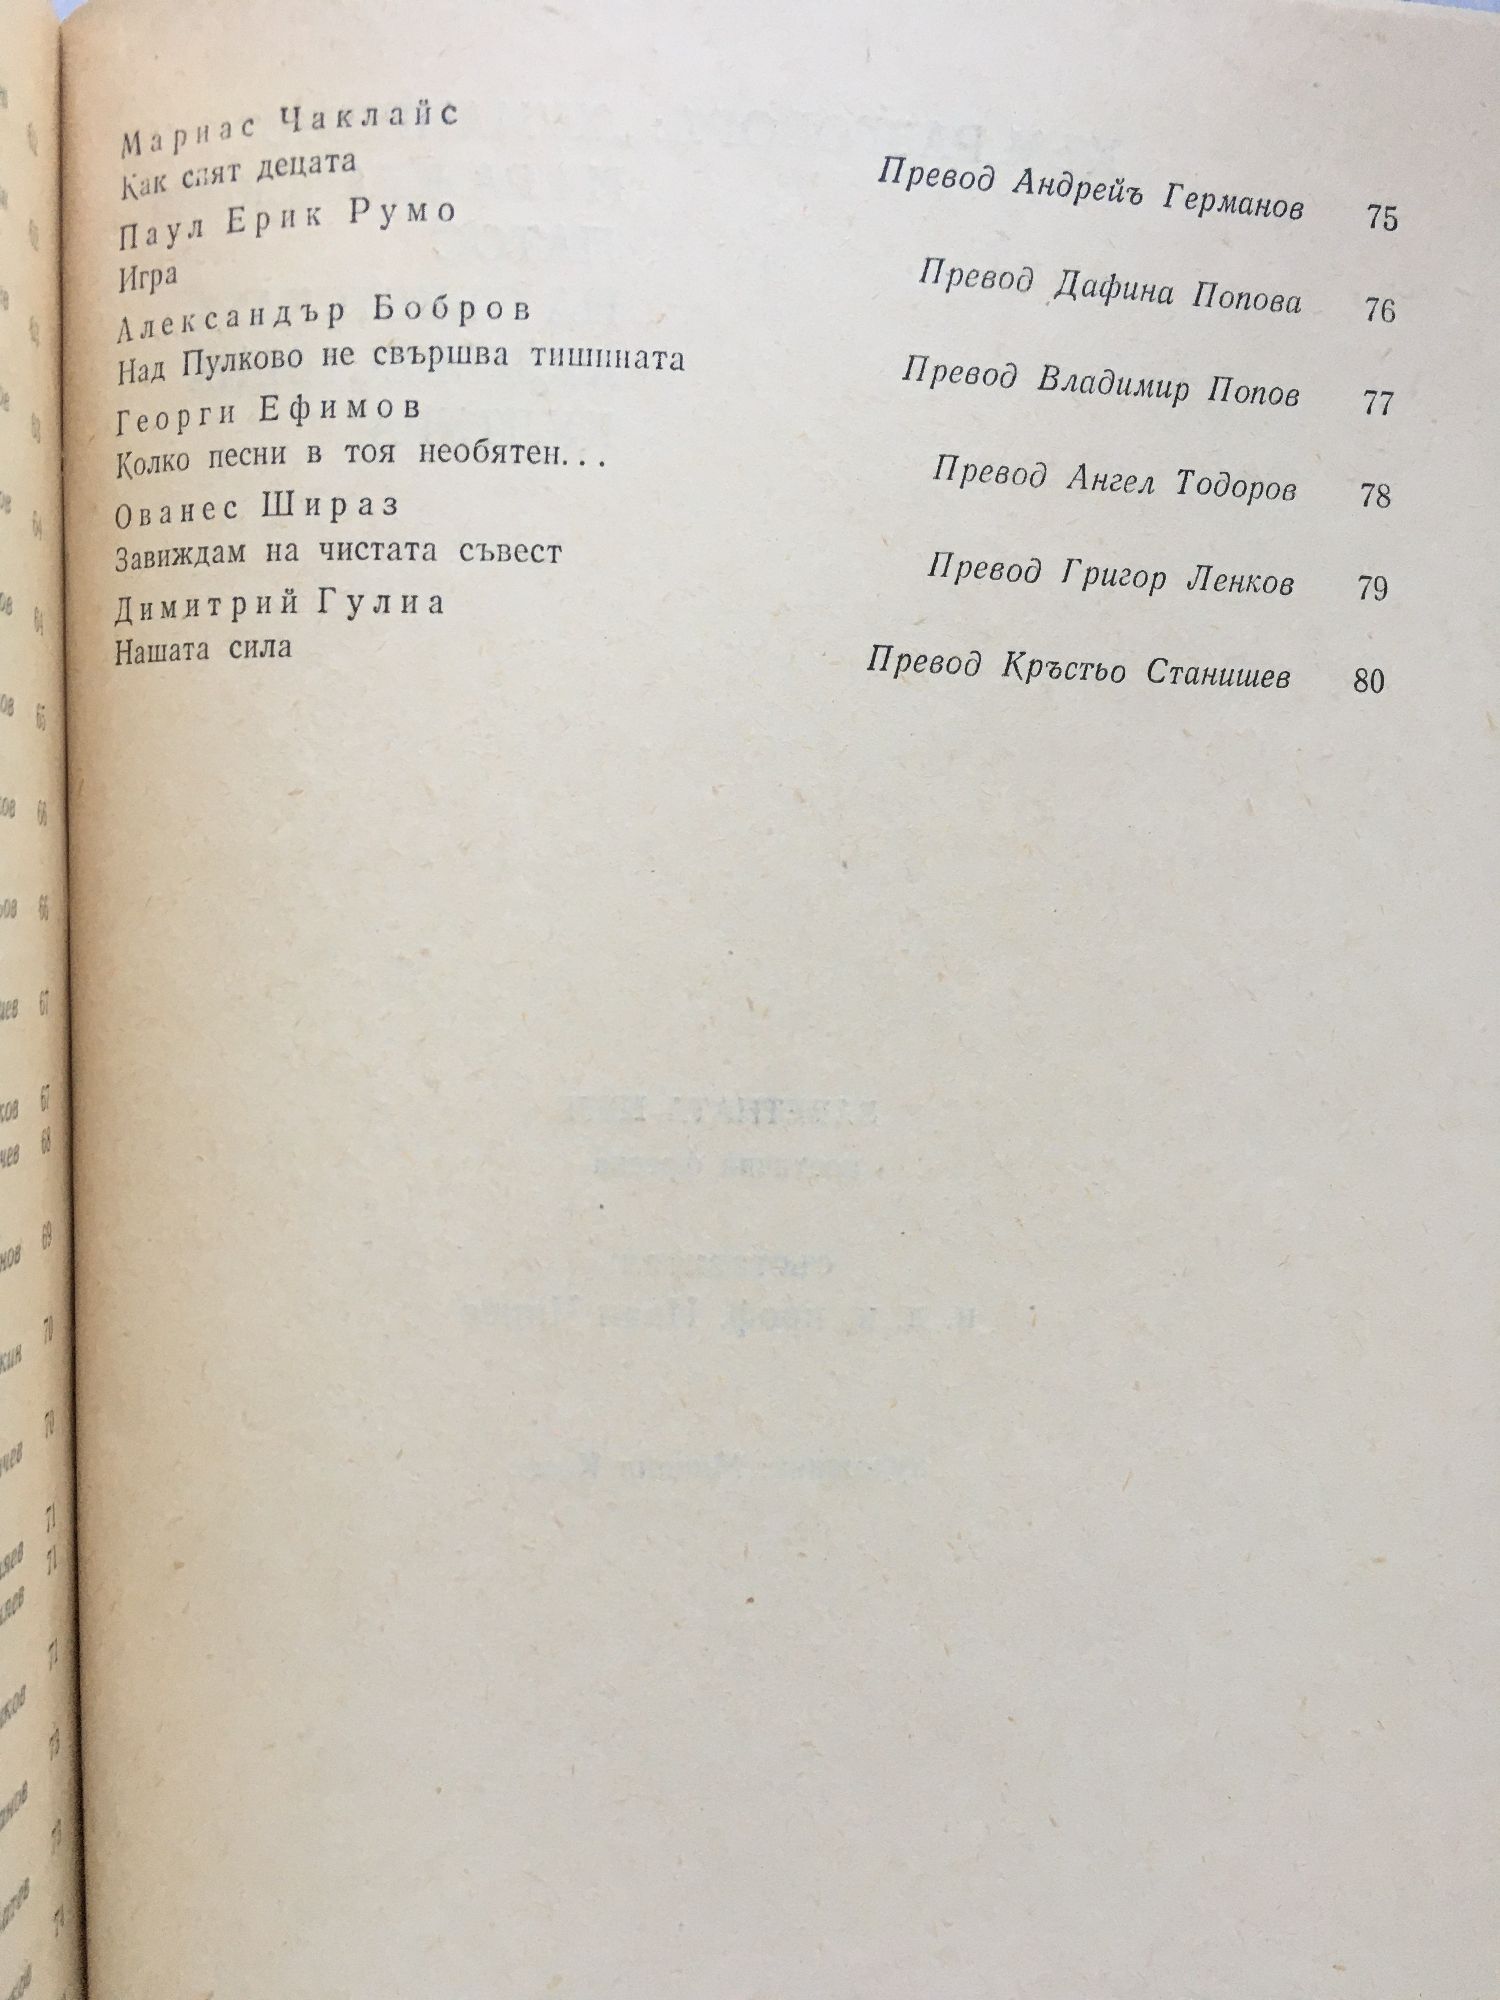 Марнас Чаклайс
Как спят децата Превод Андрейъ Германов 75
Паул Ерик Румо
Игра Превод Дафина Попова 76
Александър Бобров
Над Пулково не свършва тишината Превод Владимир Попов 77
Георги Ефимов
Колко песни в тоя необятен... Превод Ангел Тодоров 78
Ованес Шираз
Завиждам на чистата съвест Превод Григор Ленков 79
Димитрий Гулиа
Нашата сила Превод Кръстьо Станишев 80